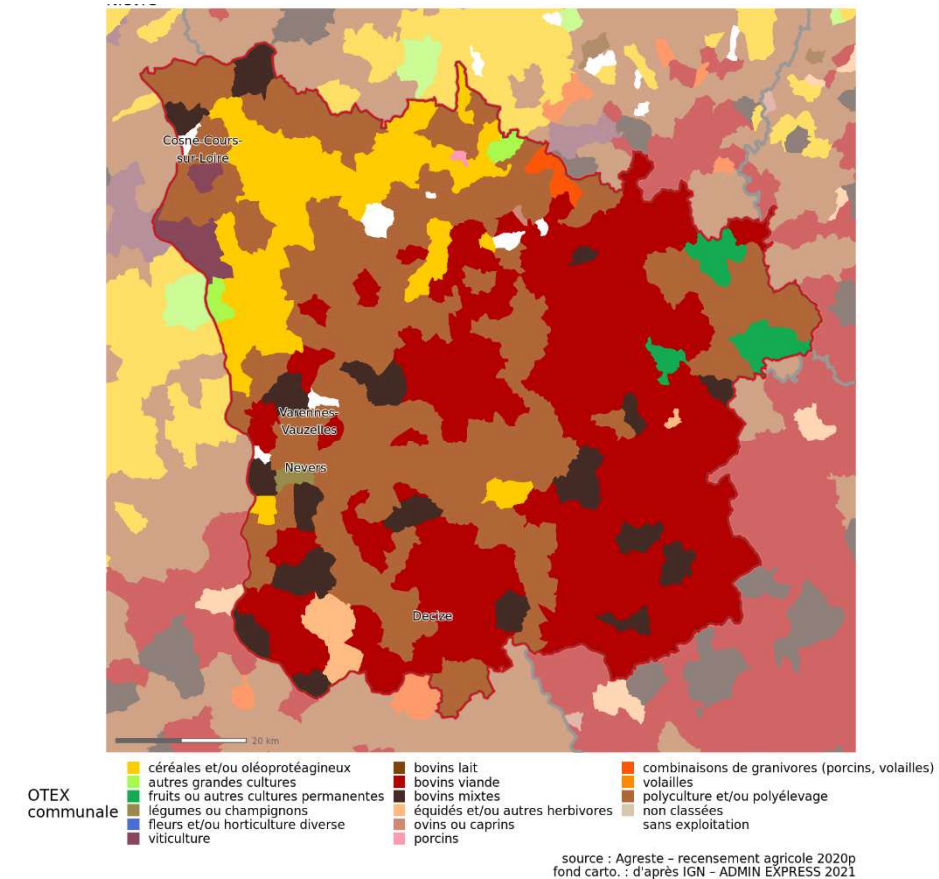 Cosne-Cours-
sur-Loire
Varennes-
Vauzelles
Nevers
Decize
20 km
OTEX
communale
céréales et/ou oléoprotéagineux
autres grandes cultures
fruits ou autres cultures permanentes
légumes ou champignons
fleurs et/ou horticulture diverse
viticulture
bovins lait
bovins viande
bovins mixtes
équidés et/ou autres herbivores
ovins ou caprins
porcins
combinaisons de granivores (porcins, volailles)
volailles
polyculture et/ou polyélevage
non classées
sans exploitation
source : Agreste – recensement agricole 2020p
fond carto. : d'après IGN – ADMIN EXPRESS 2021